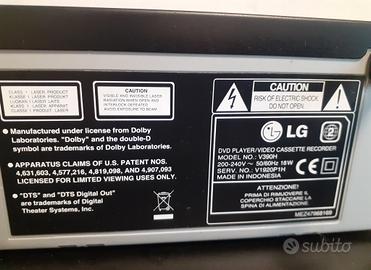 CLASS 1 LASER PRODUCT
KLASSE 1 LASER PRODUKT
LUOKAN 1 LASER LAITE
KLASS 1 LASER APPARAT
CLASSE 1 PRODUIT LASER
CAUTION
VISIBLE AND INVISIBLE LASER
RADIATION WHEN OPEN AND
INTERLOCK DEFEATED
AVOID EXPOSURE TO BEAM
● Manufactured under license from Dolby
Laboratories. "Dolby" and the double-D
symbol are trademarks of Dolby Laboratories.
● APPARATUS CLAIMS OF U.S. PATENT NOS.
4,631,603, 4,577,216, 4,819,098, and 4,907,093
LICENSED FOR LIMITED VIEWING USES ONLY.
● "DTS" and "DTS Digital Out"
are trademarks of Digital
Theater Systems, Inc.
CAUTION
RISK OF ELECTRIC SHOCK
DO NOT OPEN.
LG
DVD PLAYER/VIDEO CASSETTE RECORDER
MODEL NO. : V390H
200-240V~ 50/60Hz 18W
SERV. NO. : V1920P1H
MADE IN INDONESIA
ATTENZIONE!
PRIMA DI RIMUOVERE IL
COPERCHIO STACCARE LA
SPINA DI ALIMENTAZIONE
subito